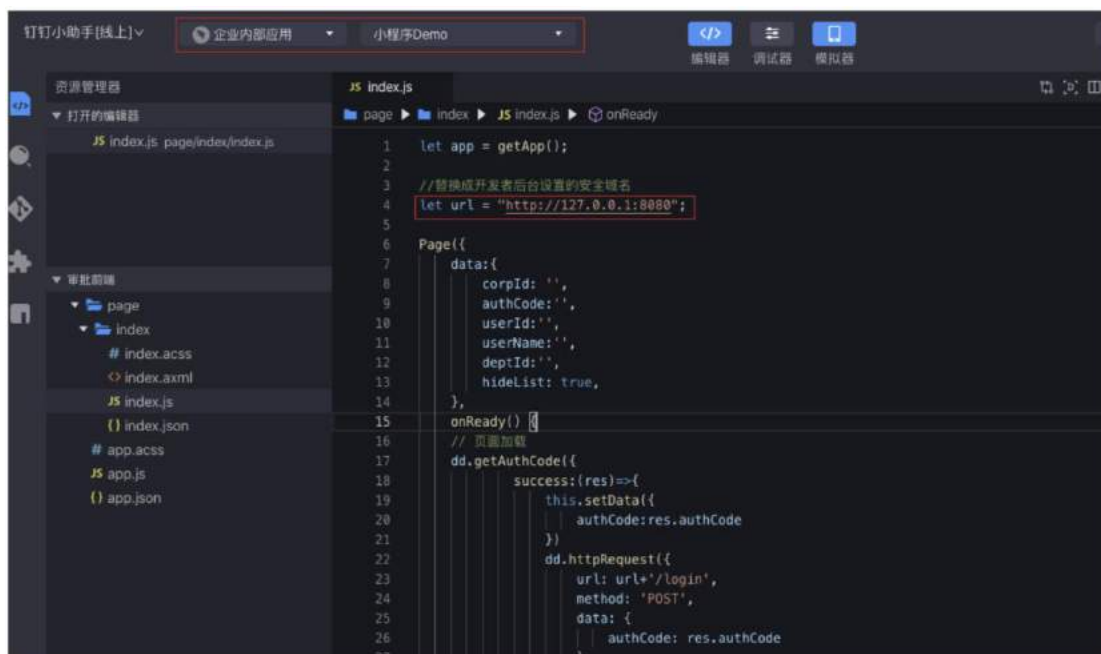 钉钉小助手[线上]
企业内部应用
小程序Demo
</>
编辑器
调试器
模拟器
资源管理器
JS index.js
打开的编辑器
page index JS index.js onReady
JS index.js page/index/index.js
1 let app = getApp();
2
3 //替换成开发者后台设置的安全域名
4 let url = "http://127.0.0.1:8080";
5
6 Page({
7 data:{
8 corpId: '',
9 authCode:'',
10 userId:'',
11 userName:'',
12 deptId:'',
13 hideList: true,
14 },
15 onReady() {
16 // 页面加载
17 dd.getAuthCode({
18 success:(res)=>{
19 this.setData({
20 authCode:res.authCode
21 })
22 dd.httpRequest({
23 url: url+'/login',
24 method: 'POST',
25 data: {
26 authCode: res.authCode
审批前端
page
index
# index.acss
<> index.axml
JS index.js
{} index.json
# app.acss
JS app.js
{} app.json